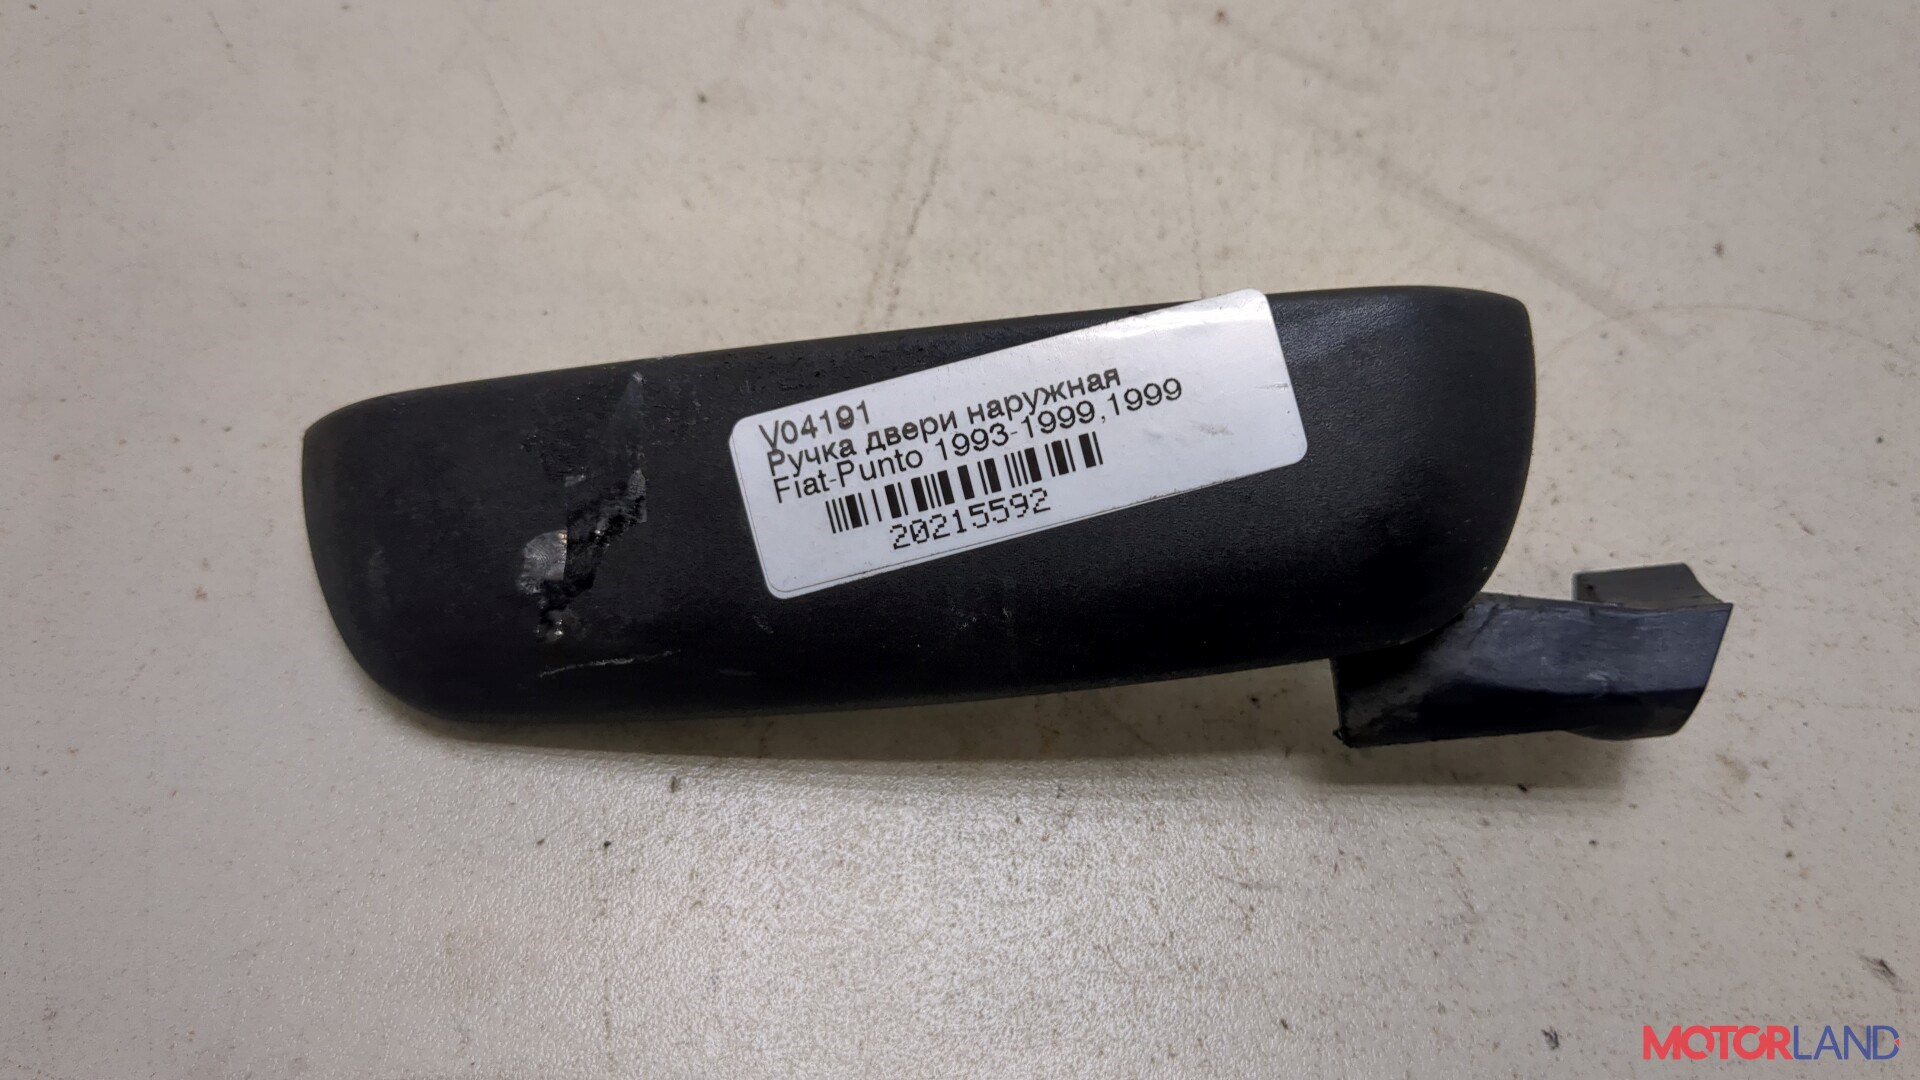 V04191
Ручка двери наружная
Fiat-Punto 1993-1999,1999
20215592
MOTORLAND